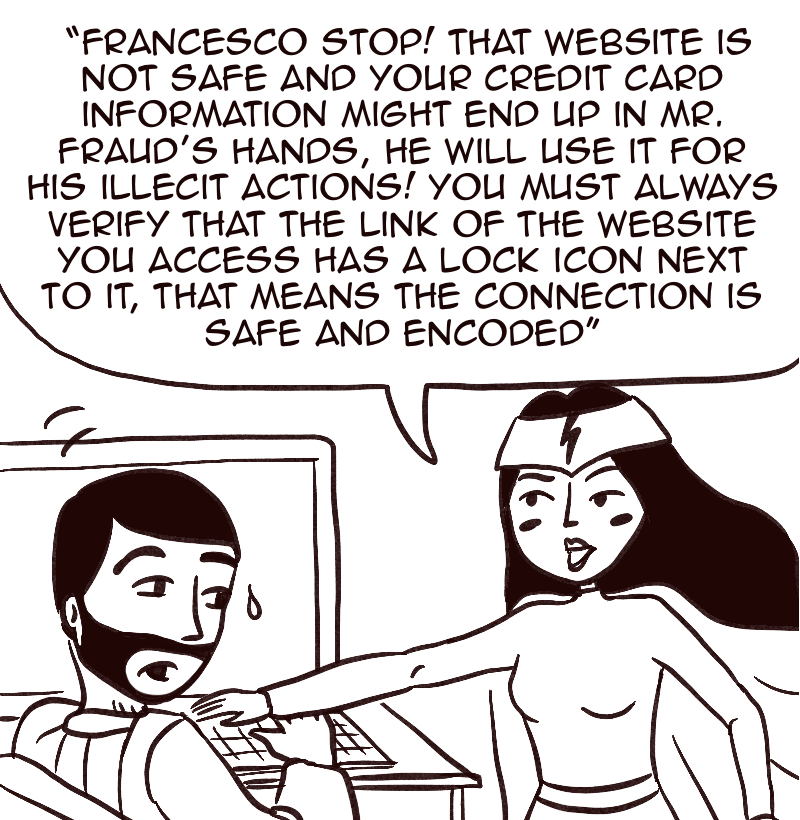 “FRANCESCO STOP! THAT WEBSITE IS
NOT SAFE AND YOUR CREDIT CARD
INFORMATION MIGHT END UP IN MR.
FRAUD’S HANDS, HE WILL USE IT FOR
HIS ILLECIT ACTIONS! YOU MUST ALWAYS
VERIFY THAT THE LINK OF THE WEBSITE
YOU ACCESS HAS A LOCK ICON NEXT
TO IT, THAT MEANS THE CONNECTION IS
SAFE AND ENCODED”